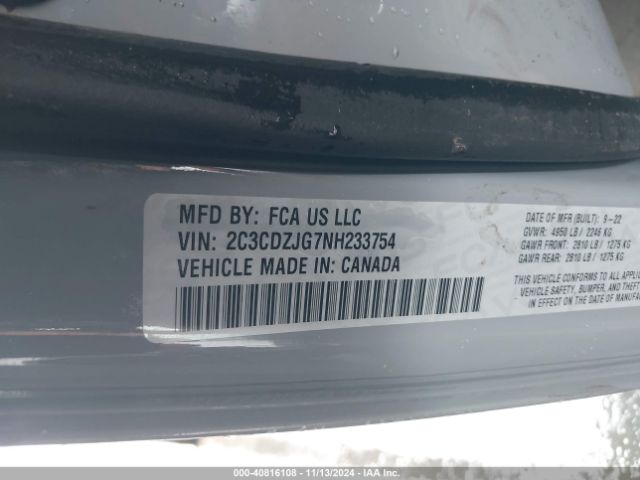 MFD BY: FCA US LLC
VIN: 2C3CDZJG7NH233754
VEHICLE MADE IN: CANADA
DATE OF MFR (BUILT): 9-22
GVWR: 4950 LB / 2246 KG
GAWR FRONT: 2810 LB / 1275 KG
GAWR REAR: 2810 LB / 1275 KG
THIS VEHICLE CONFORMS TO ALL APPLI
VEHICLE SAFETY, BUMPER, AND THEFT
IN EFFECT ON THE DATE OF MANUFA
00-40816108 - 11/13/2024 - IAA Inc.